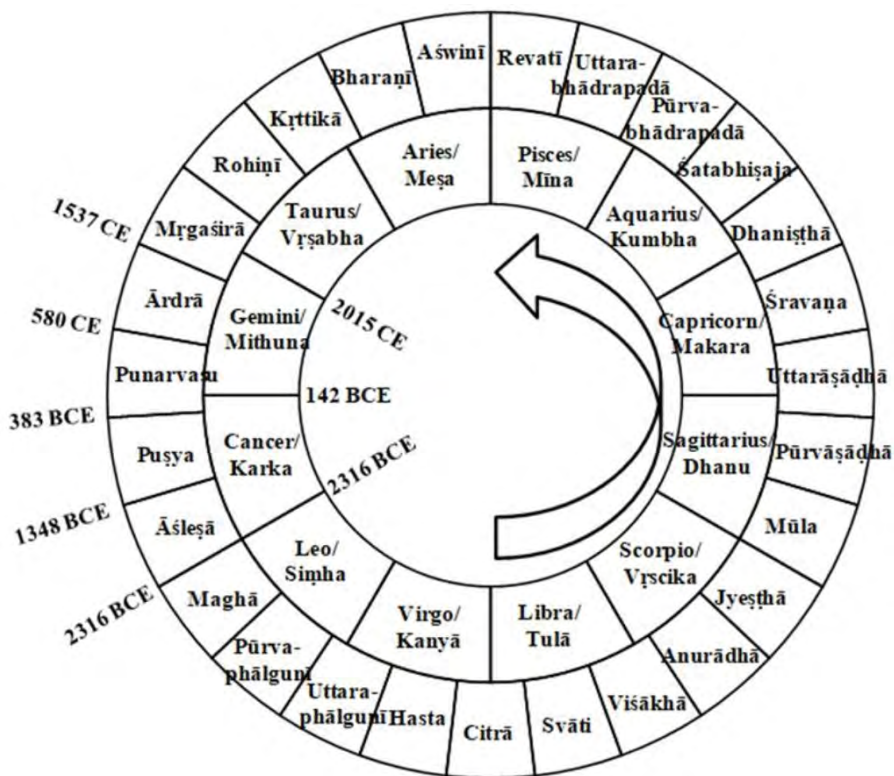 Aświnī
Revatī
Uttara-
bhādrapadā
Pūrva-
bhādrapadā
Śatabhiṣaja
Dhaniṣṭhā
Śravaṇa
Uttarāṣāḍhā
Pūrvāṣāḍhā
Mūla
Jyeṣṭhā
Anurādhā
Viśākhā
Svāti
Citrā
Hasta
Uttara-
phālgunī
Pūrva-
phālgunī
Maghā
Āśleṣā
Puṣya
Punarvasu
Ārdrā
Mṛgaśirā
Rohiṇī
Kṛttikā
Bharaṇī
1537 CE
580 CE
383 BCE
1348 BCE
2316 BCE
Aries/
Meṣa
Pisces/
Mīna
Aquarius/
Kumbha
Capricorn/
Makara
Sagittarius/
Dhanu
Scorpio/
Vṛscika
Libra/
Tulā
Virgo/
Kanyā
Leo/
Siṃha
Cancer/
Karka
Gemini/
Mithuna
Taurus/
Vṛṣabha
2015 CE
142 BCE
2316 BCE